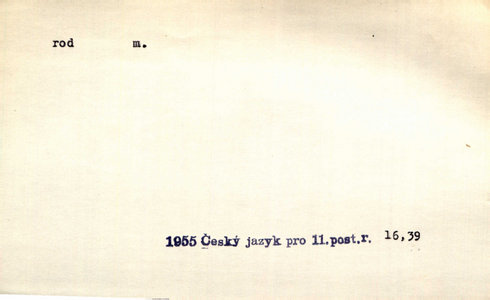 rod m.
1955 Český jazyk pro 11.post.r. 16,39